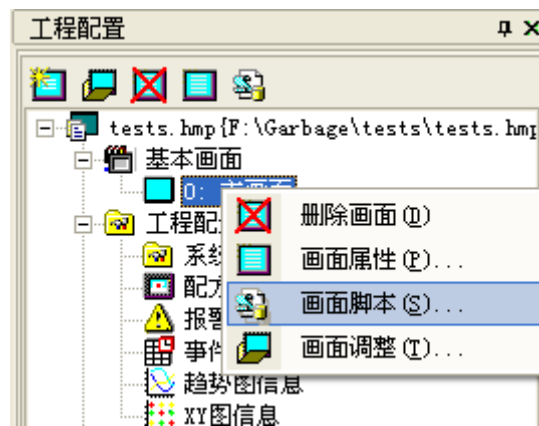 工程配置
tests.hmp{F:\Garbage\tests\tests.hmp
基本画面
0:
工程配
系统
配方
报警
事件
趋势图信息
XY图信息
删除画面(D)
画面属性(P)...
画面脚本(S)...
画面调整(T)...